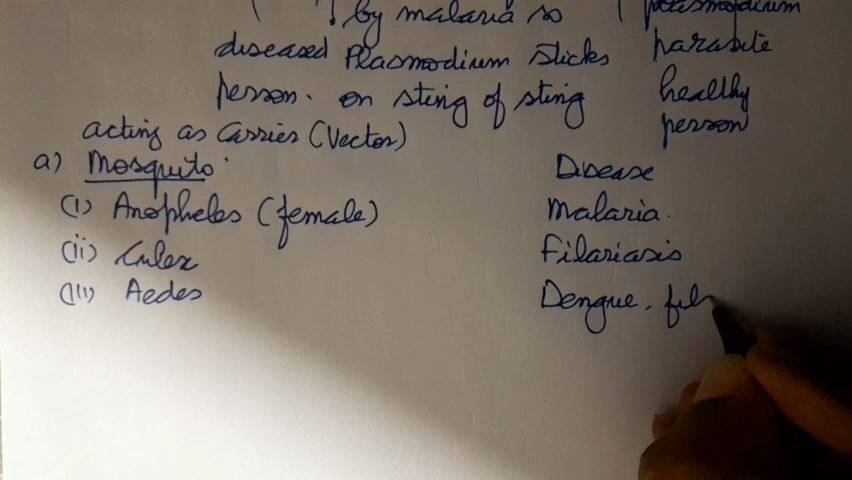 by malaria so plasmodium
diseased Plasmodium sticks parasite
person. on sting of sting healthy
person
acting as carrier (Vector)
a) Mosquito Disease
(i) Anopheles (female) Malaria.
(ii) Culex Filariasis
(iii) Aedes Dengue.